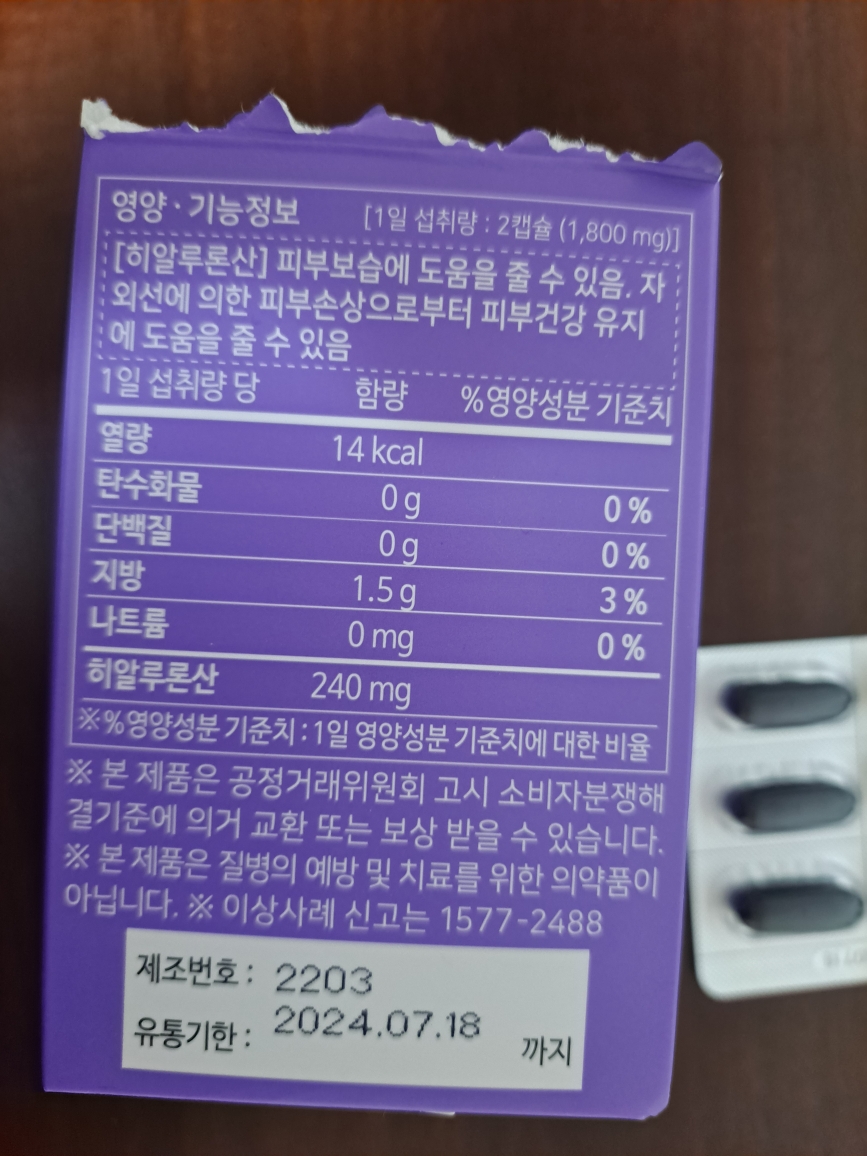 영양·기능정보 [1일 섭취량 : 2캡슐 (1,800 mg)]
[히알루론산] 피부보습에 도움을 줄 수 있음. 자
외선에 의한 피부손상으로부터 피부건강 유지
에 도움을 줄 수 있음
1일 섭취량 당 함량 %영양성분 기준치
열량 14 kcal
탄수화물 0 g 0 %
단백질 0 g 0 %
지방 1.5 g 3 %
나트륨 0 mg 0 %
히알루론산 240 mg
※%영양성분 기준치 : 1일 영양성분 기준치에 대한 비율
※ 본 제품은 공정거래위원회 고시 소비자분쟁해
결기준에 의거 교환 또는 보상 받을 수 있습니다.
※ 본 제품은 질병의 예방 및 치료를 위한 의약품이
아닙니다. ※ 이상사례 신고는 1577-2488
제조번호 : 2203
유통기한 : 2024.07.18 까지